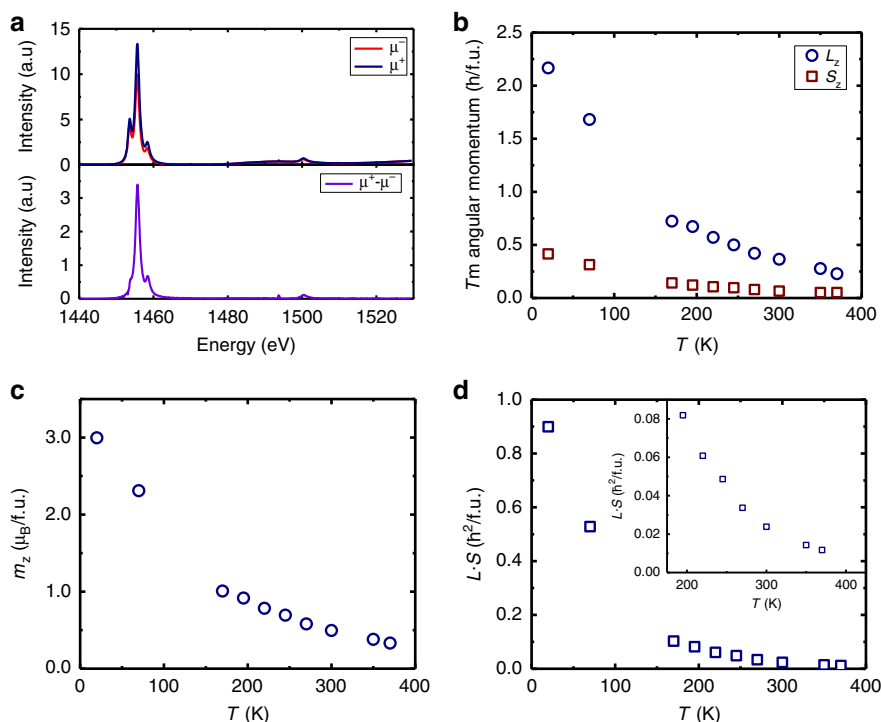 a
Intensity (a.u)
15
10
5
0
μ⁻
μ⁺
Intensity (a.u)
3
2
1
0
μ⁺-μ⁻
1440 1460 1480 1500 1520
Energy (eV)
b
Tm angular momentum (h/f.u.)
2.5
2.0
1.5
1.0
0.5
0.0
L_z
S_z
0 100 200 300 400
T (K)
c
m_z (μ_B/f.u.)
3.0
2.0
1.0
0.0
0 100 200 300 400
T (K)
d
L·S (ħ²/f.u.)
1.0
0.8
0.6
0.4
0.2
0.0
0 100 200 300 400
T (K)
L·S (ħ²/f.u.)
0.08
0.06
0.04
0.02
0.00
200 300 400
T (K)